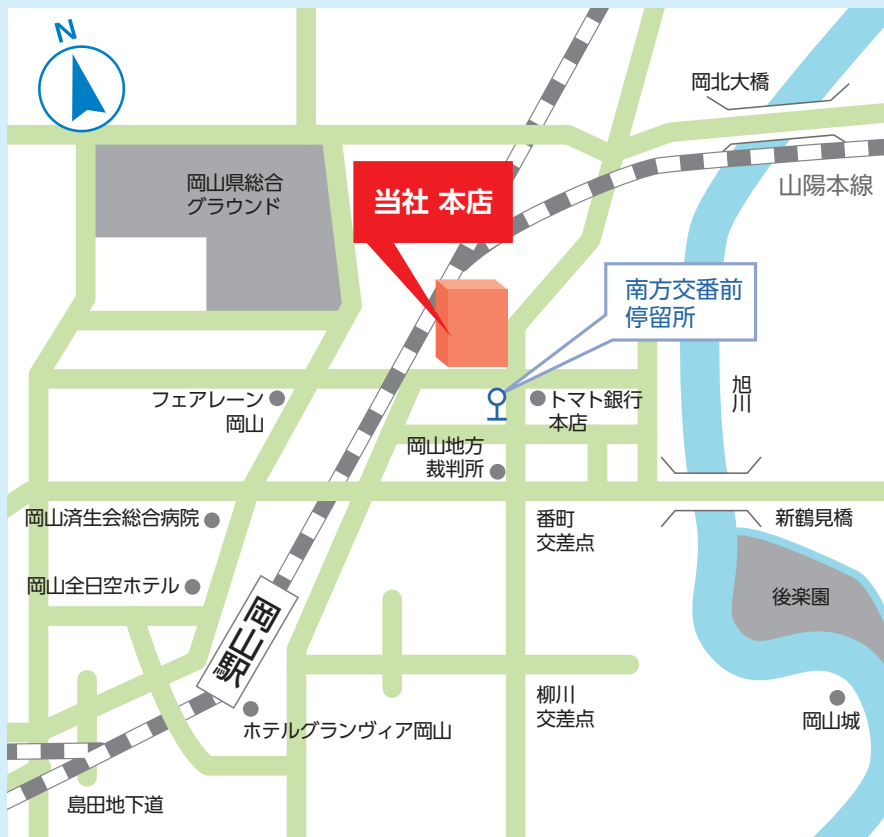 N
岡北大橋
山陽本線
岡山県総合
グラウンド
当社 本店
南方交番前
停留所
旭
川
フェアレーン
岡山
トマト銀行
本店
岡山地方
裁判所
岡山済生会総合病院
番町
交差点
新鶴見橋
岡山全日空ホテル
後楽園
岡山駅
柳川
交差点
岡山城
ホテルグランヴィア岡山
島田地下道